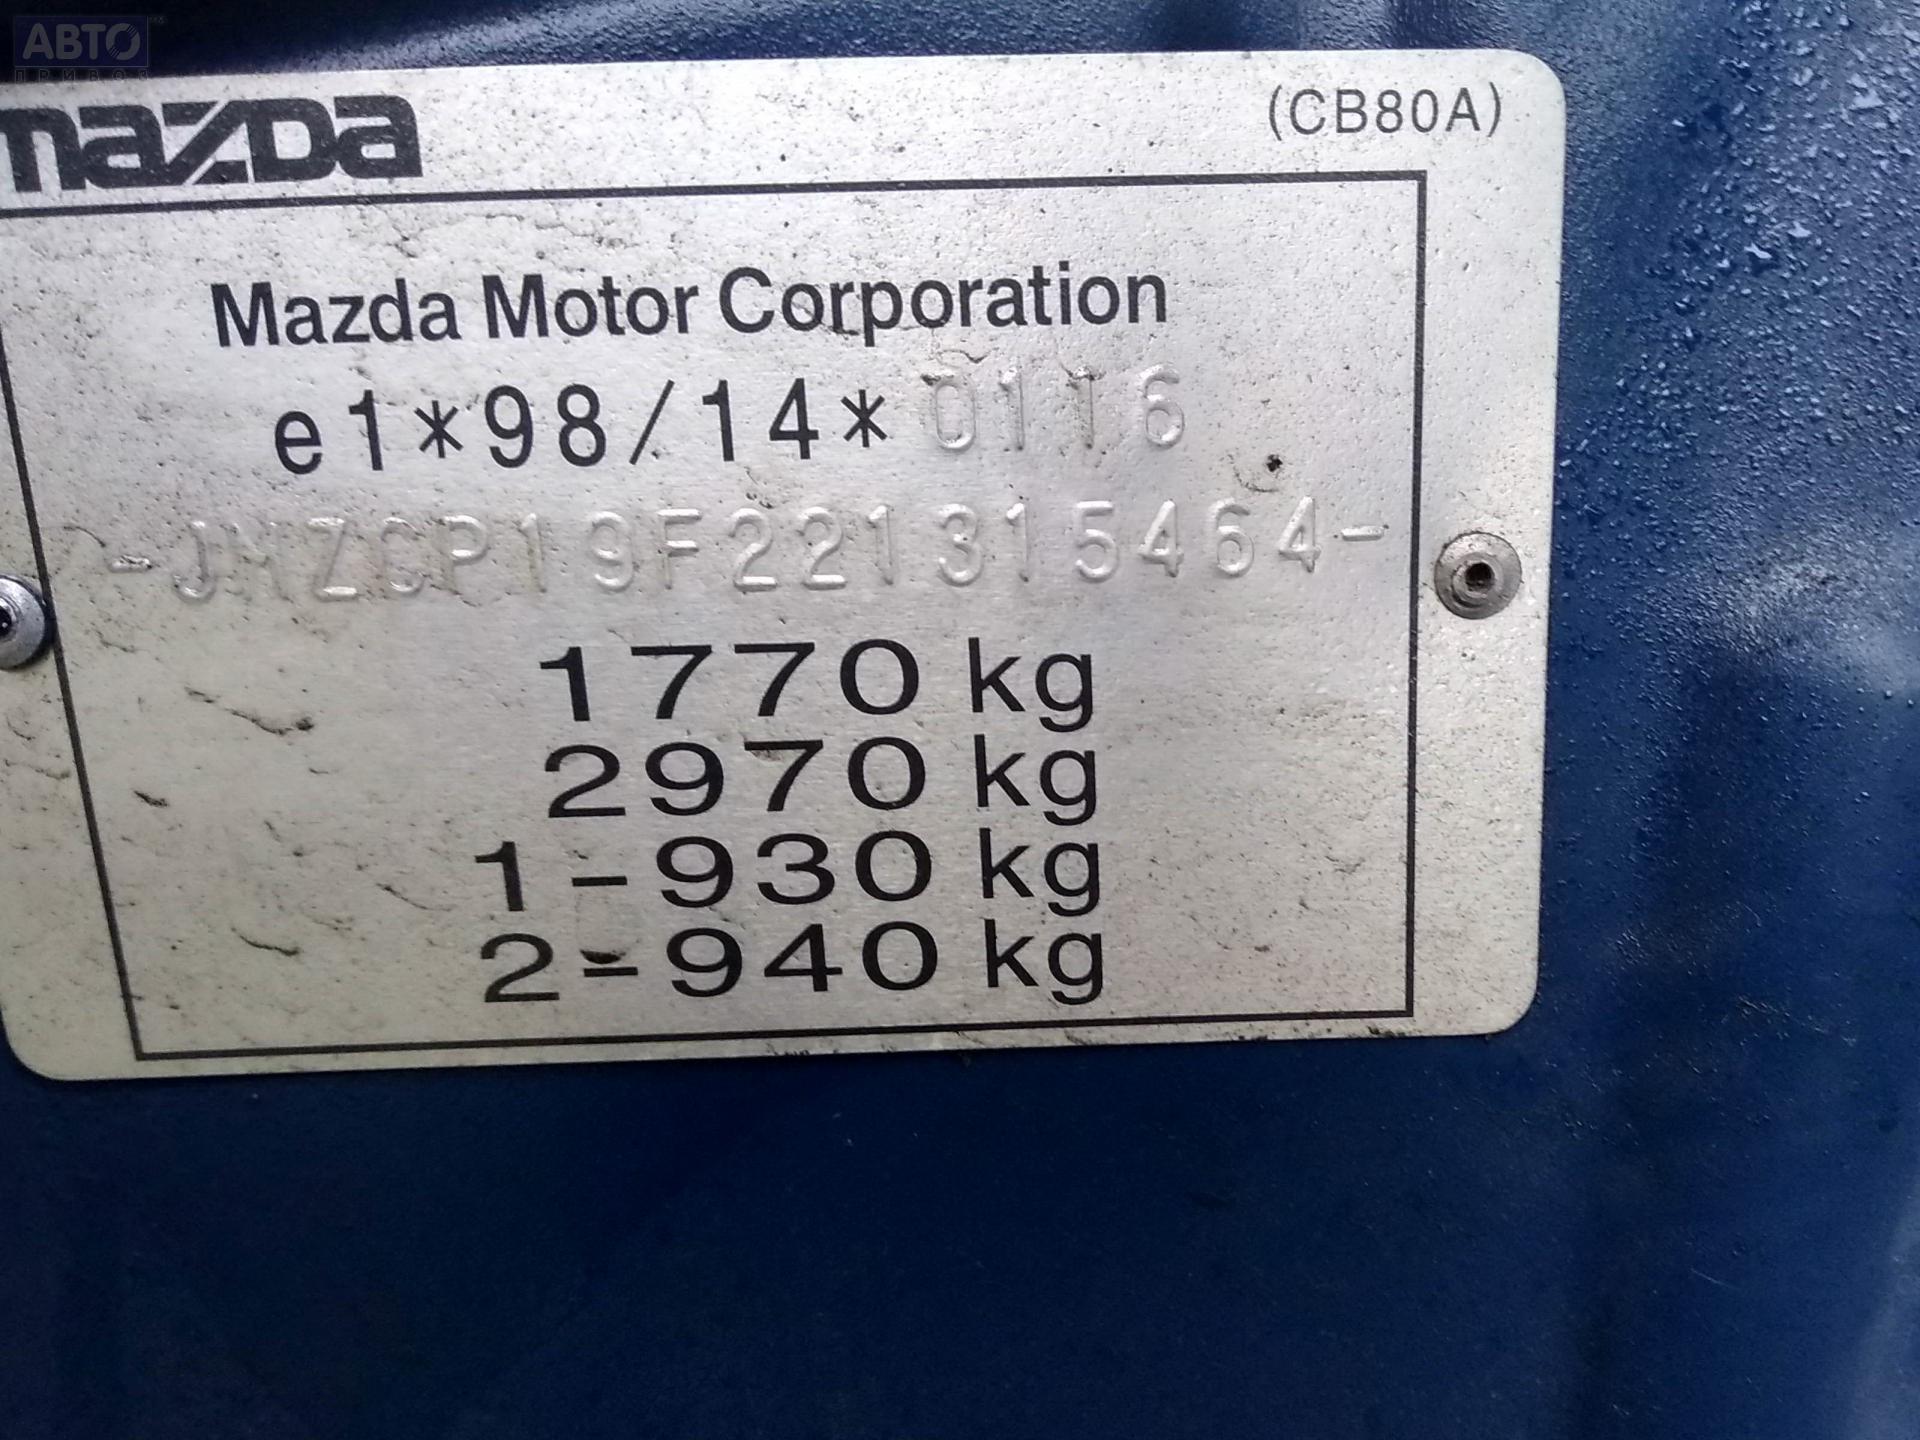 АВТО
ПРИВОЗ
mazda
(CB80A)
Mazda Motor Corporation
e1*98/14*0116
-JMZCP19F221315464-
1770 kg
2970 kg
1-930 kg
2-940 kg